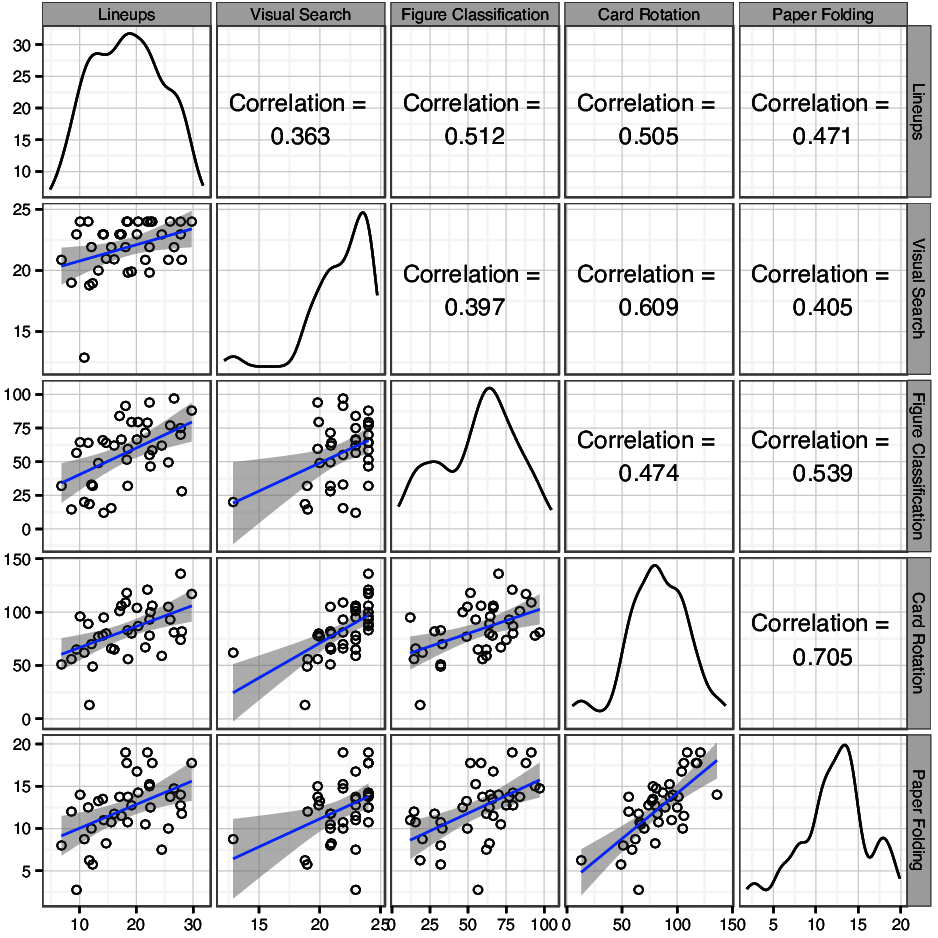 Lineups
Visual Search
Figure Classification
Card Rotation
Paper Folding
30
25
20
15
10
Correlation =
0.363
Correlation =
0.512
Correlation =
0.505
Correlation =
0.471
Lineups
25
20
15
Correlation =
0.397
Correlation =
0.609
Correlation =
0.405
Visual Search
100
75
50
25
0
Correlation =
0.474
Correlation =
0.539
Figure Classification
150
100
50
0
Correlation =
0.705
Card Rotation
20
15
10
5
Paper Folding
10 20 30
15 20 25
0 25 50 75 100
0 50 100 150
5 10 15 20